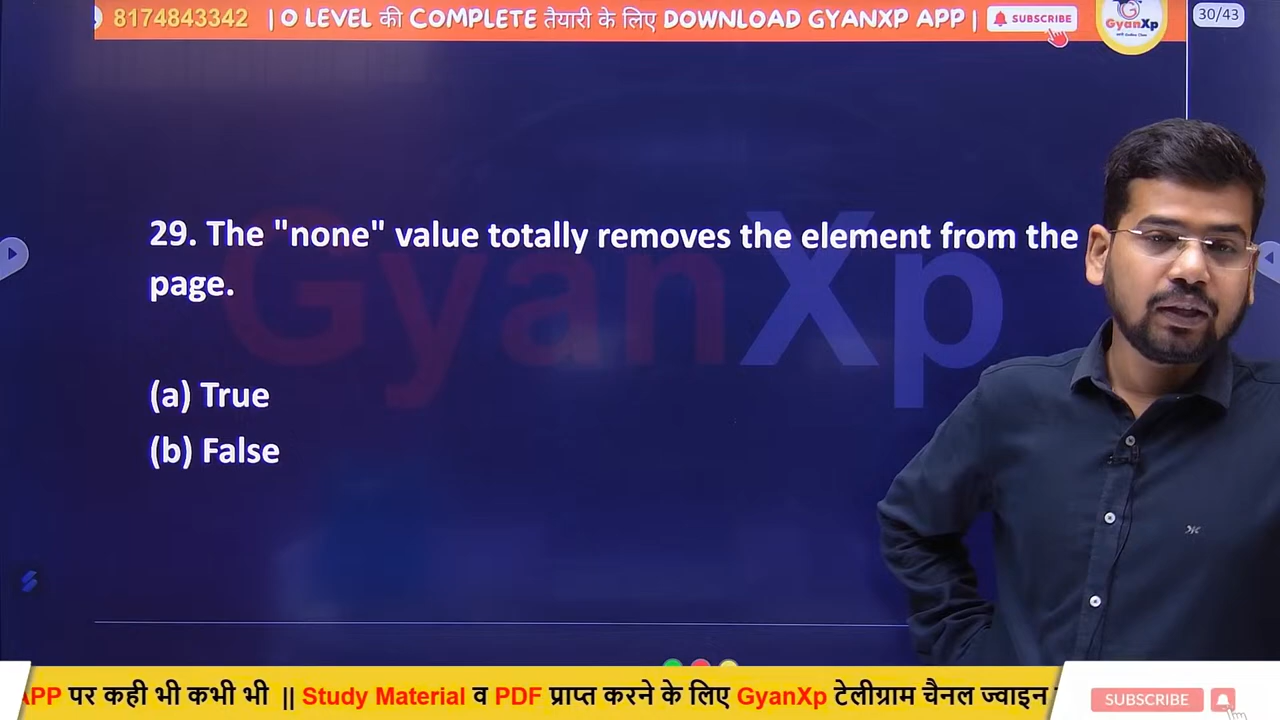 8174843342 | O LEVEL की COMPLETE तैयारी के लिए DOWNLOAD GYANXP APP |
SUBSCRIBE
GyanXp
30/43
29. The "none" value totally removes the element from the
page.
GyanXp
(a) True
(b) False
APP पर कही भी कभी भी || Study Material व PDF प्राप्त करने के लिए GyanXp टेलीग्राम चैनल ज्वाइन
SUBSCRIBE